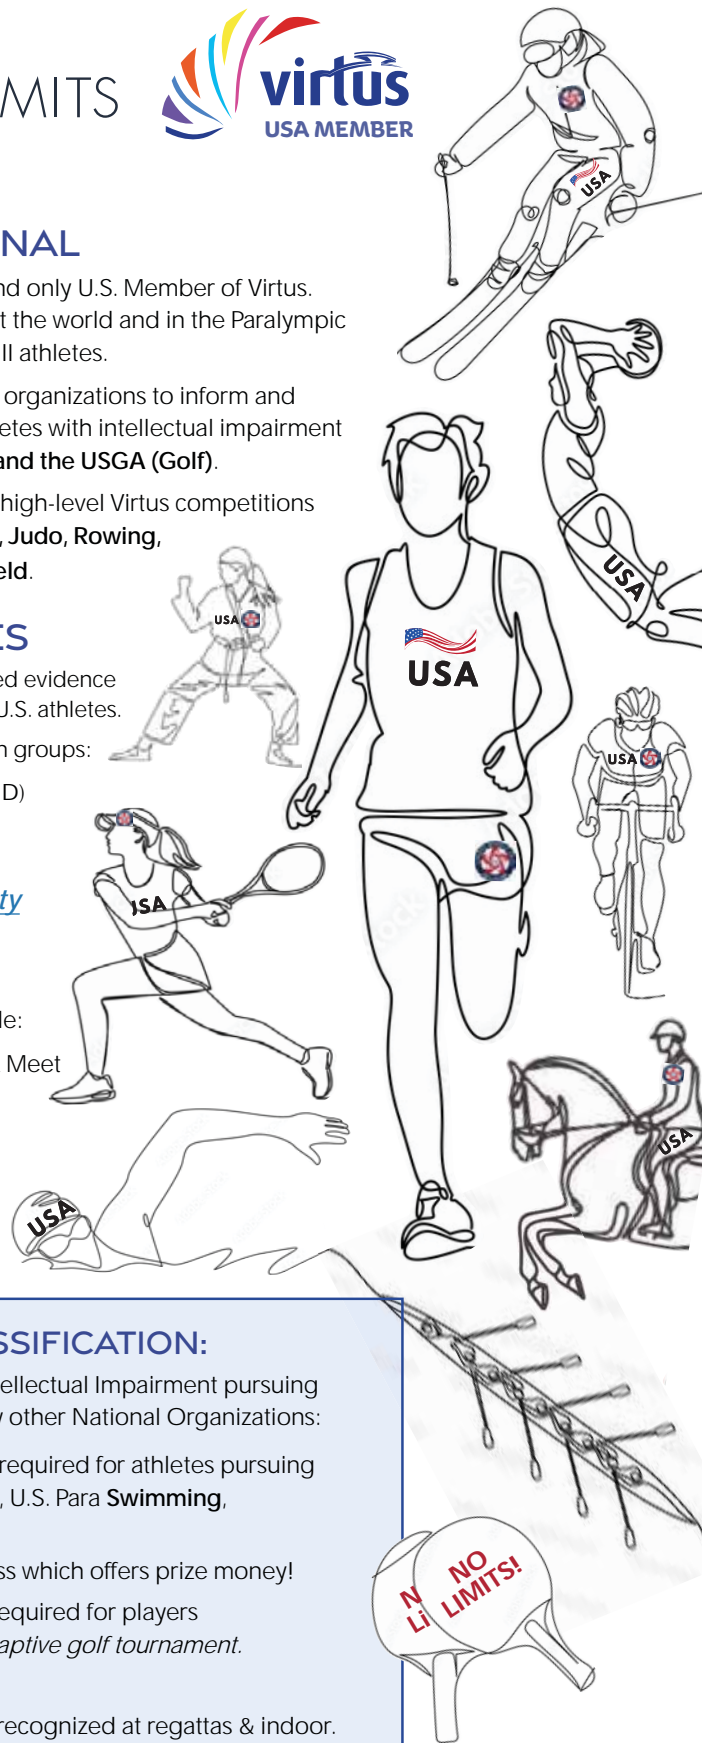 MITS
virtus
USA MEMBER
USA
NAL
nd only U.S. Member of Virtus.
t the world and in the Paralympic
ll athletes.
organizations to inform and
etes with intellectual impairment
and the USGA (Golf).
high-level Virtus competitions
, Judo, Rowing,
eld.
USA
USA
USA
ES
ed evidence
U.S. athletes.
n groups:
D)
USA
USA
ty
le:
Meet
USA
USA
SSIFICATION:
tellectual Impairment pursuing
w other National Organizations:
required for athletes pursuing
, U.S. Para Swimming,
ss which offers prize money!
equired for players
aptive golf tournament.
N
Li
NO
LIMITS!
recognized at regattas & indoor.